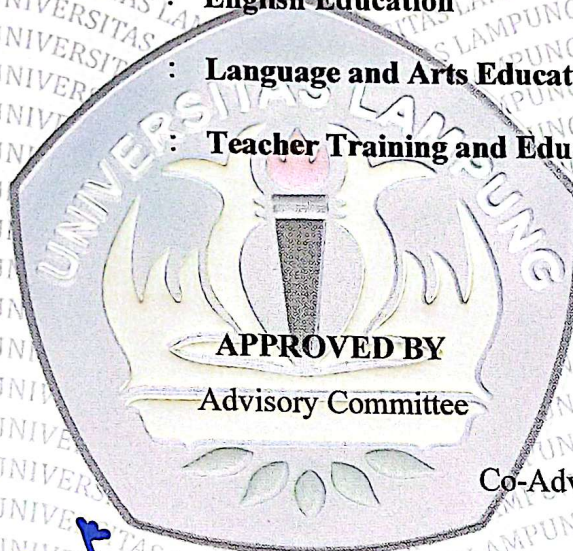 : English Education
: Language and Arts Educat
: Teacher Training and Edu
UNIVERSITAS LAMPUNG
APPROVED BY
Advisory Committee
Co-Adv